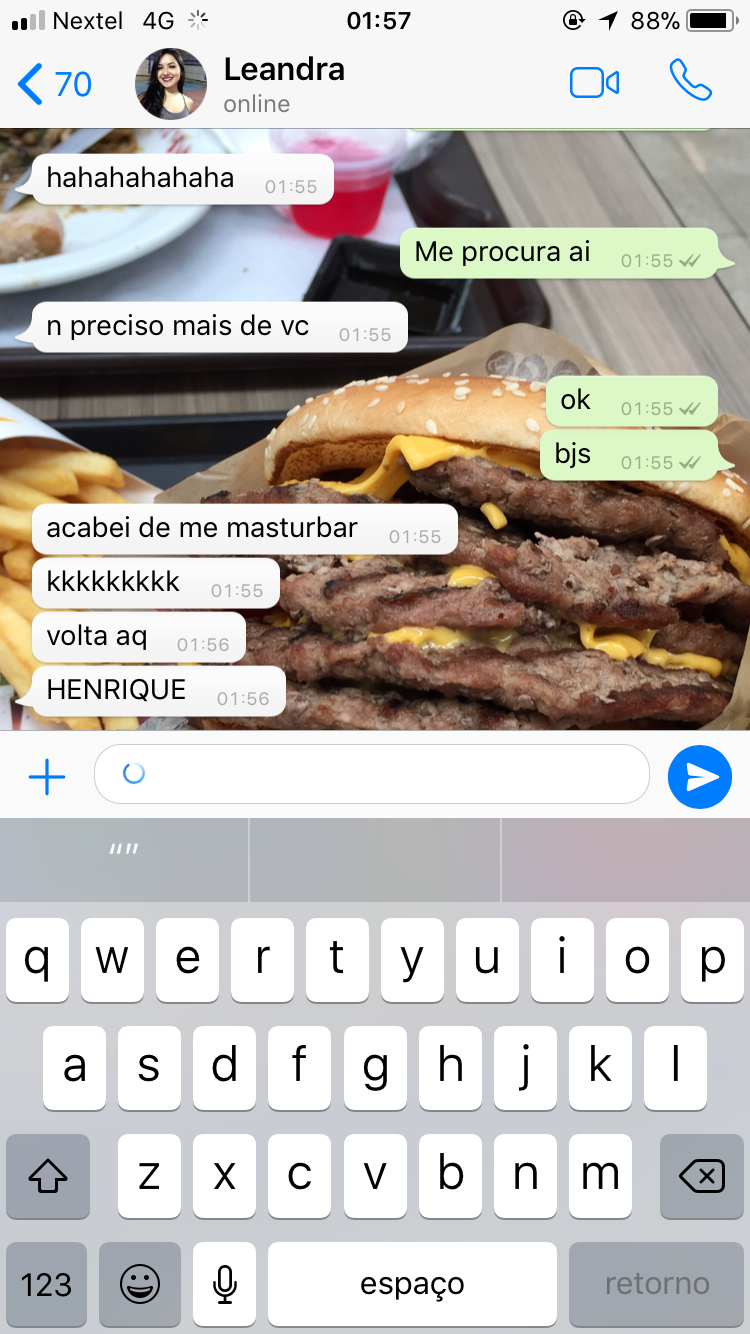 Nextel 4G 01:57 88%
70 Leandra
online
hahahahahaha 01:55
Me procura ai 01:55
n preciso mais de vc 01:55
ok 01:55
bjs 01:55
acabei de me masturbar 01:55
kkkkkkkkk 01:55
volta aq 01:56
HENRIQUE 01:56
“”
q w e r t y u i o p
a s d f g h j k l
z x c v b n m
123 espaço retorno